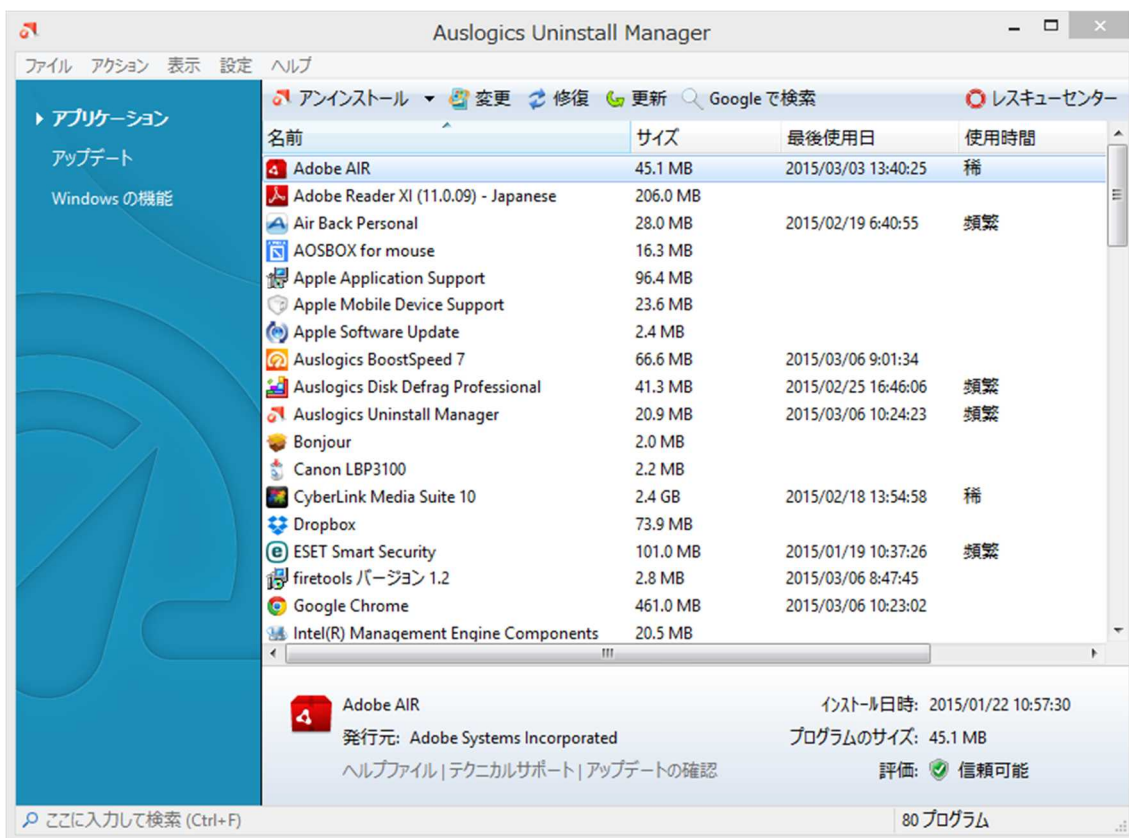 Auslogics Uninstall Manager
ファイル アクション 表示 設定 ヘルプ
アプリケーション
アップデート
Windows の機能
アンインストール 変更 修復 更新 Google で検索 レスキューセンター
名前 サイズ 最後使用日 使用時間
Adobe AIR 45.1 MB 2015/03/03 13:40:25 稀
Adobe Reader XI (11.0.09) - Japanese 206.0 MB
Air Back Personal 28.0 MB 2015/02/19 6:40:55 頻繁
AOSBOX for mouse 16.3 MB
Apple Application Support 96.4 MB
Apple Mobile Device Support 23.6 MB
Apple Software Update 2.4 MB
Auslogics BoostSpeed 7 66.6 MB 2015/03/06 9:01:34
Auslogics Disk Defrag Professional 41.3 MB 2015/02/25 16:46:06 頻繁
Auslogics Uninstall Manager 20.9 MB 2015/03/06 10:24:23 頻繁
Bonjour 2.0 MB
Canon LBP3100 2.2 MB
CyberLink Media Suite 10 2.4 GB 2015/02/18 13:54:58 稀
Dropbox 73.9 MB
ESET Smart Security 101.0 MB 2015/01/19 10:37:26 頻繁
firetools バージョン 1.2 2.8 MB 2015/03/06 8:47:45
Google Chrome 461.0 MB 2015/03/06 10:23:02
Intel(R) Management Engine Components 20.5 MB
Adobe AIR インストール日時: 2015/01/22 10:57:30
発行元: Adobe Systems Incorporated プログラムのサイズ: 45.1 MB
ヘルプファイル | テクニカルサポート | アップデートの確認 評価: 信頼可能
ここに入力して検索 (Ctrl+F) 80 プログラム